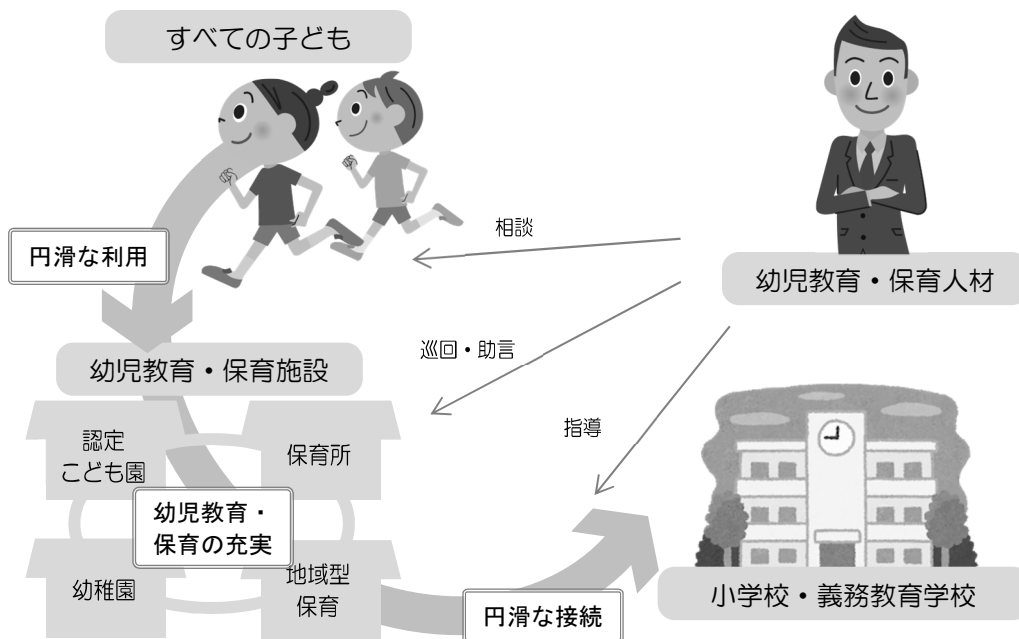 すべての子ども
円滑な利用
相談
幼児教育・保育人材
巡回・助言
幼児教育・保育施設
指導
認定
こども園
保育所
幼児教育・
保育の充実
幼稚園
地域型
保育
円滑な接続
小学校・義務教育学校